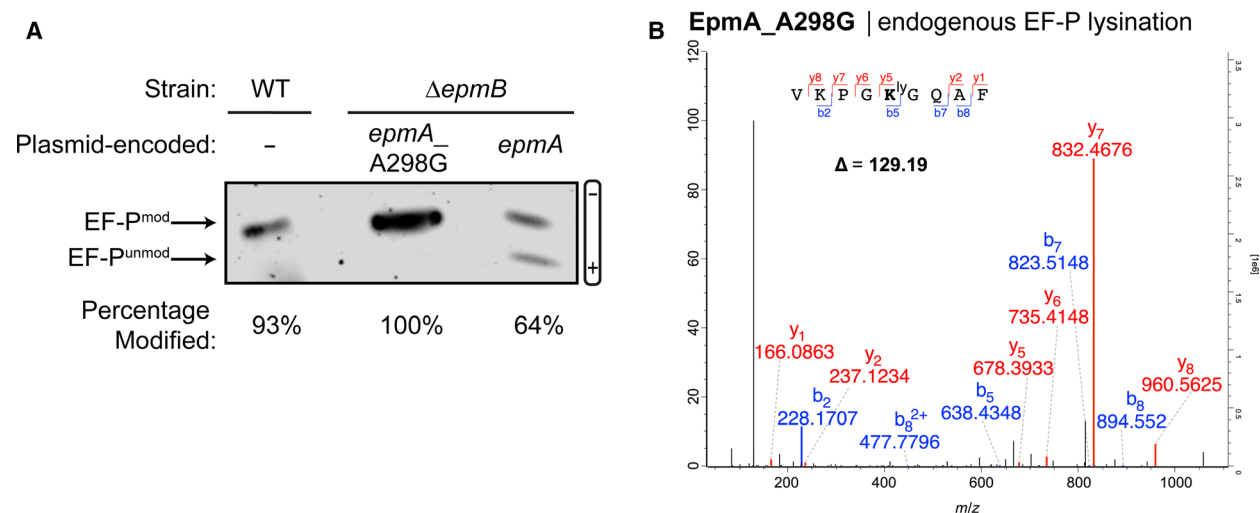 A
Strain: WT ΔepmB
Plasmid-encoded: – epmA_ A298G epmA
EF-Pmod
EF-Punmod
–
+
Percentage Modified: 93% 100% 64%
B
EpmA_A298G | endogenous EF-P lysination
y8 y7 y6 y5 y2 y1
V K P G KlyG Q A F
b2 b5 b7 b8
Δ = 129.19
y7
832.4676
b7
823.5148
y6
735.4148
y5
678.3933
y1
166.0863
y2
237.1234
b2
228.1707
b8 2+
477.7796
b5
638.4348
b8
894.552
y8
960.5625
120
100
80
60
40
20
0
3.5
3
2.5
2
1.5
1
0.5
0
[1e6]
200 400 600 800 1000
m/z